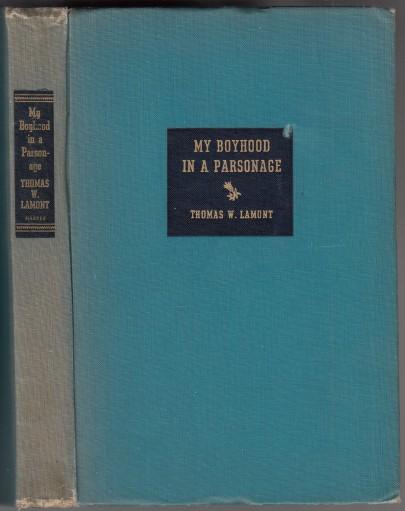 My
Boyhood
in a
Parson-
age
THOMAS
W.
LAMONT
HARPER
MY BOYHOOD
IN A PARSONAGE
THOMAS W. LAMONT